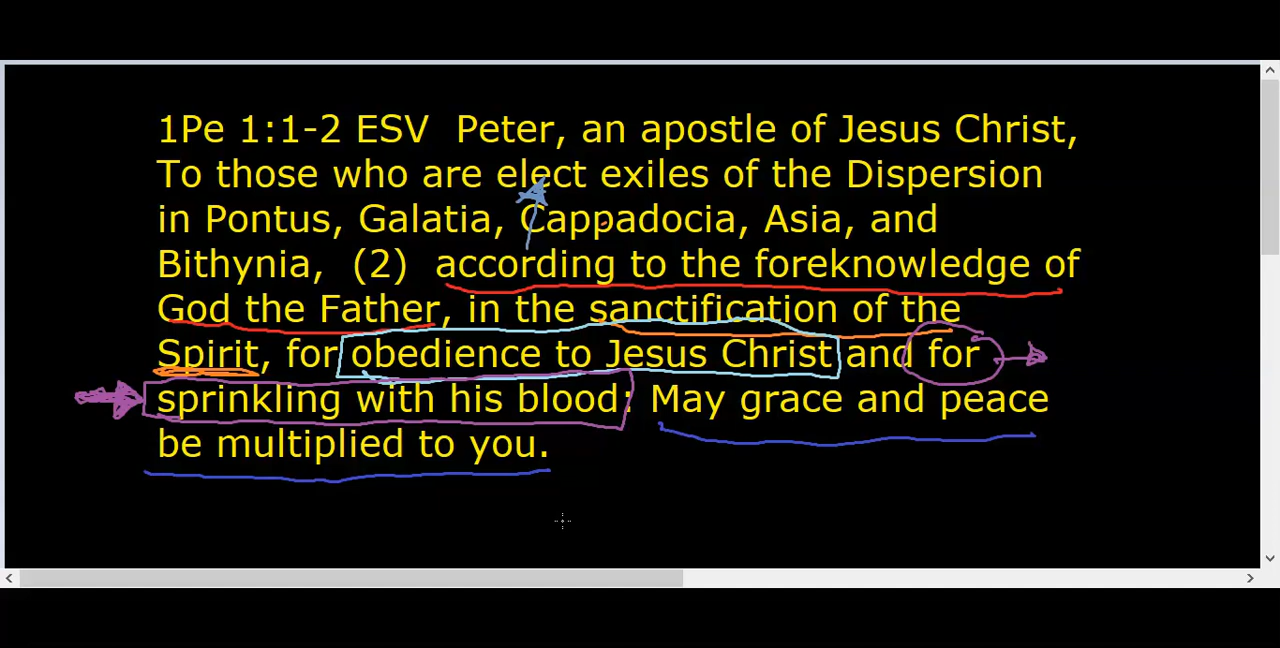 1Pe 1:1-2 ESV  Peter, an apostle of Jesus Christ,
To those who are elect exiles of the Dispersion
in Pontus, Galatia, Cappadocia, Asia, and
Bithynia,  (2)  according to the foreknowledge of
God the Father, in the sanctification of the
Spirit, for obedience to Jesus Christ and for
sprinkling with his blood:  May grace and peace
be multiplied to you.